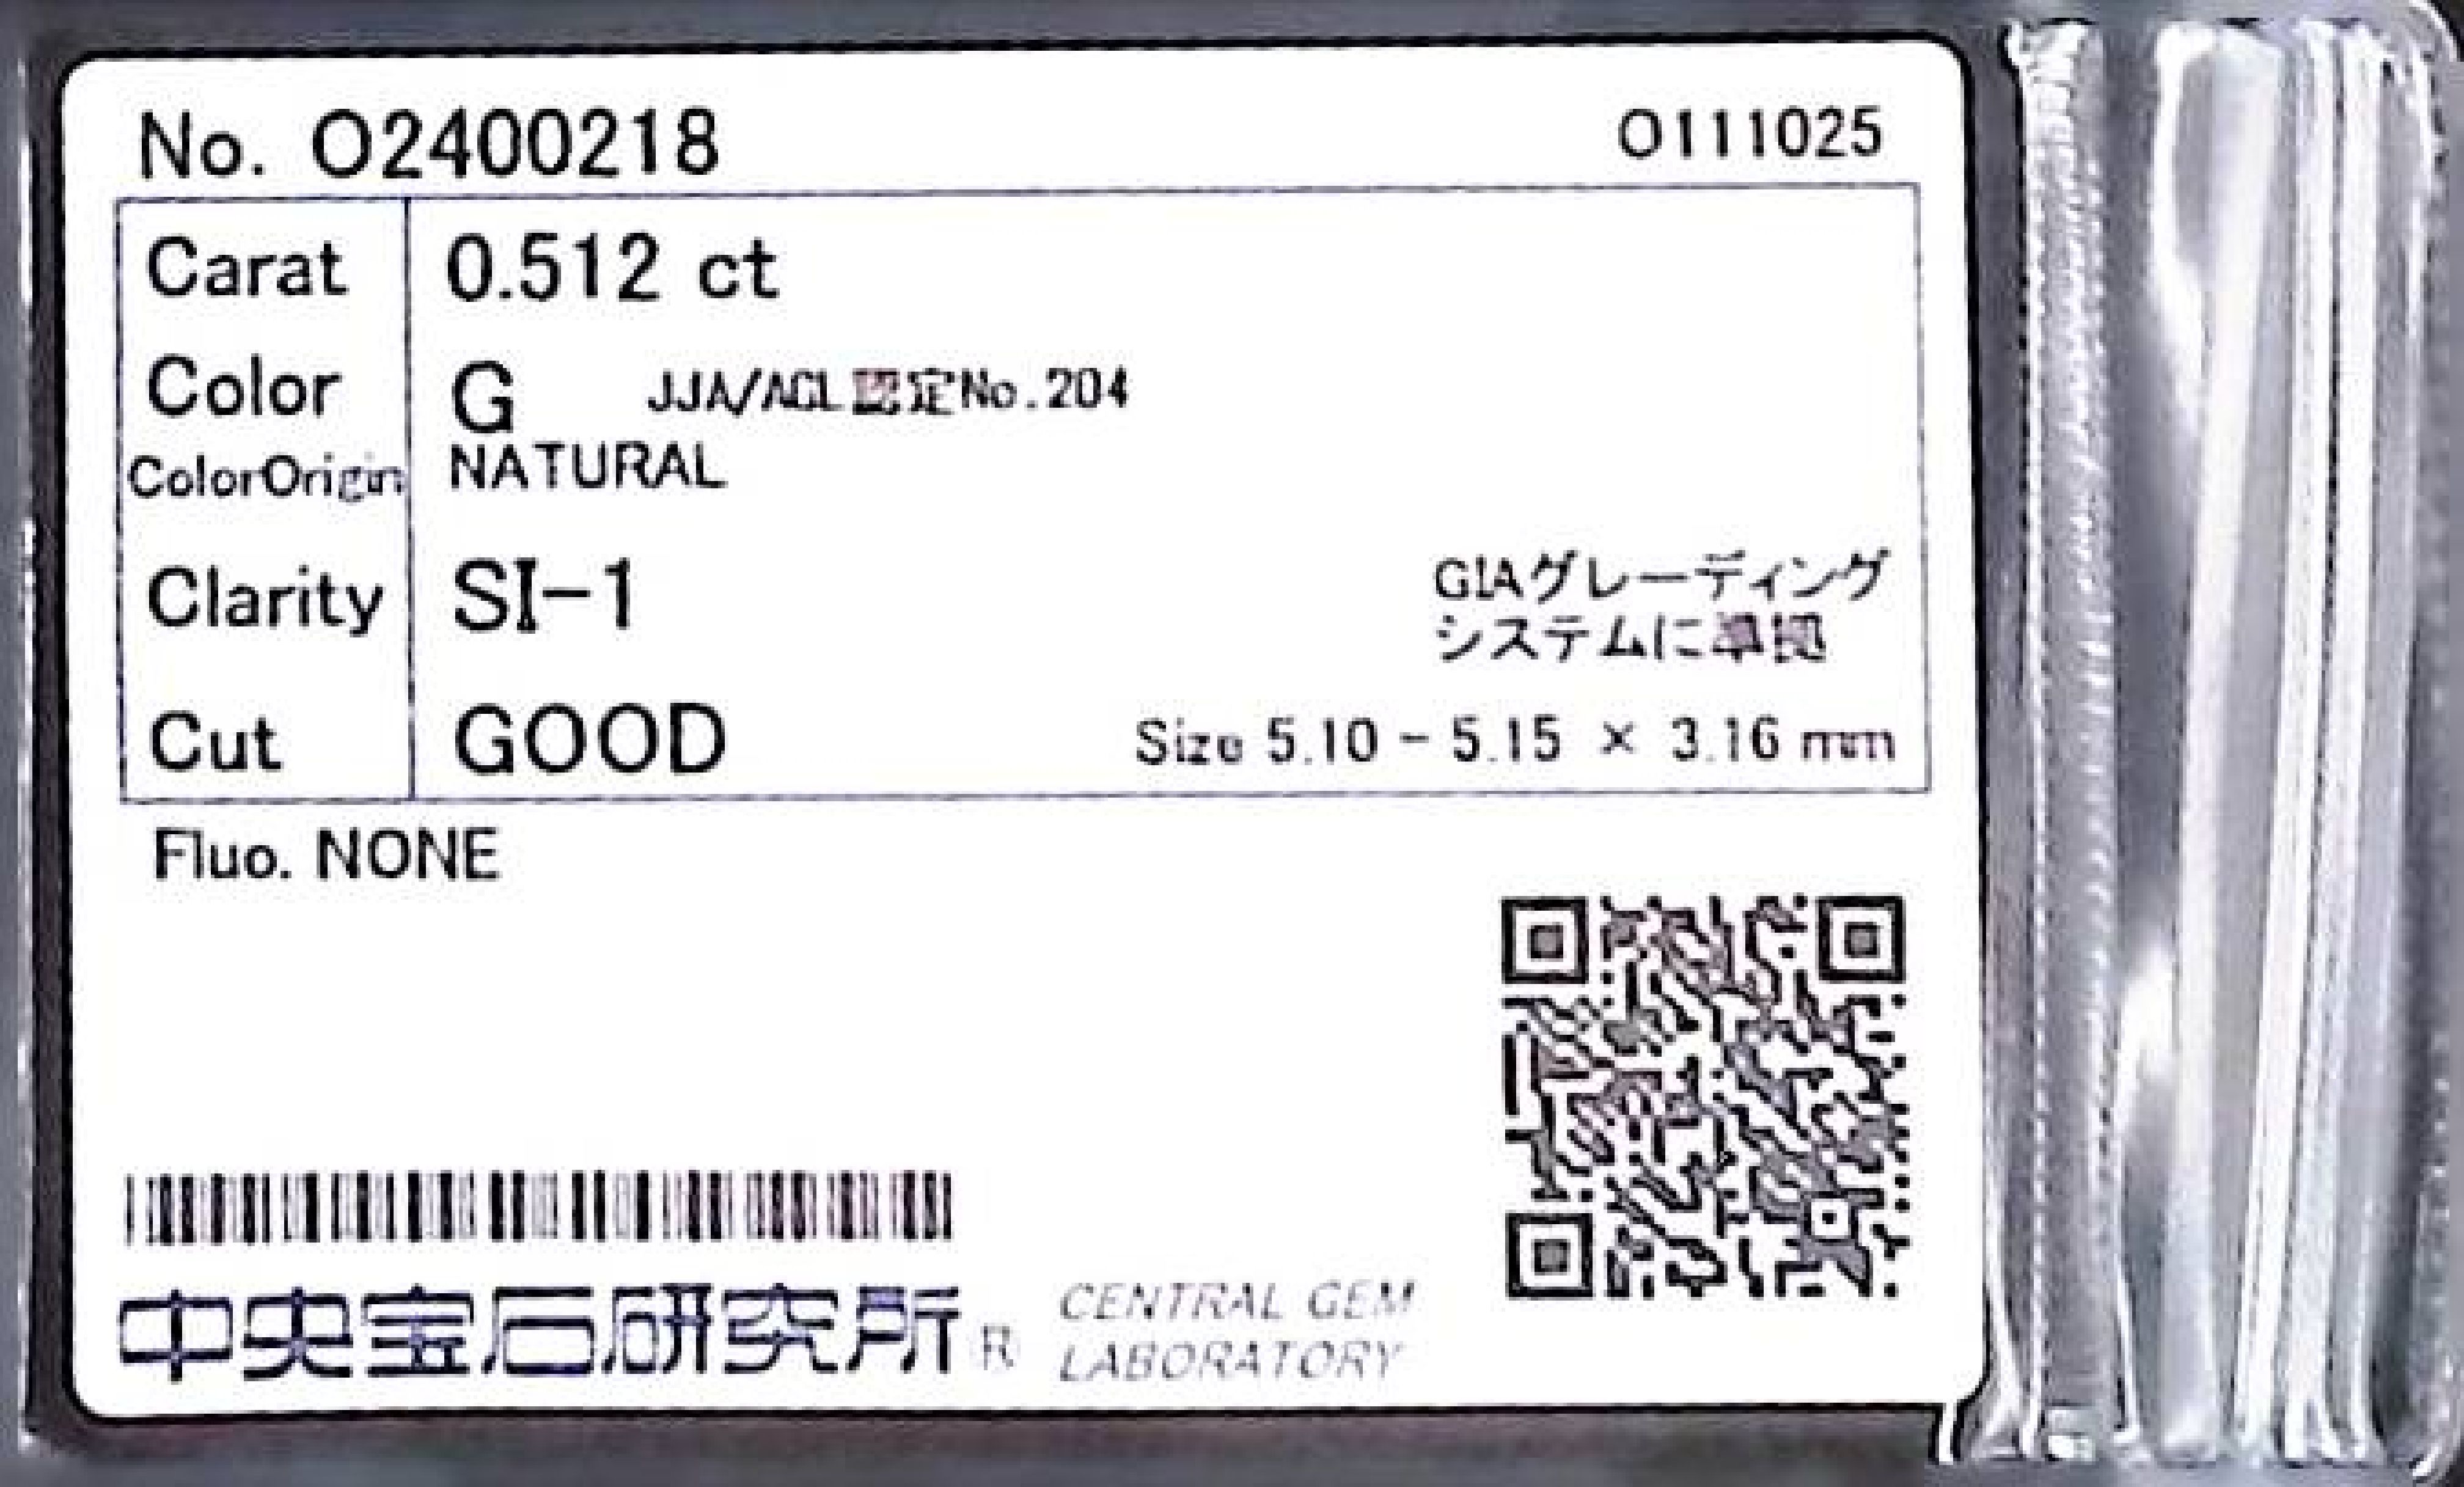 No. O2400218
O111025
Carat 0.512 ct
Color G JJA/AGL認定No.204
ColorOrigin NATURAL
Clarity SI-1
GIAグレーディング
システムに準拠
Cut GOOD
Size 5.10 - 5.15 × 3.16 mm
Fluo. NONE
中央宝石研究所 R
CENTRAL GEM
LABORATORY